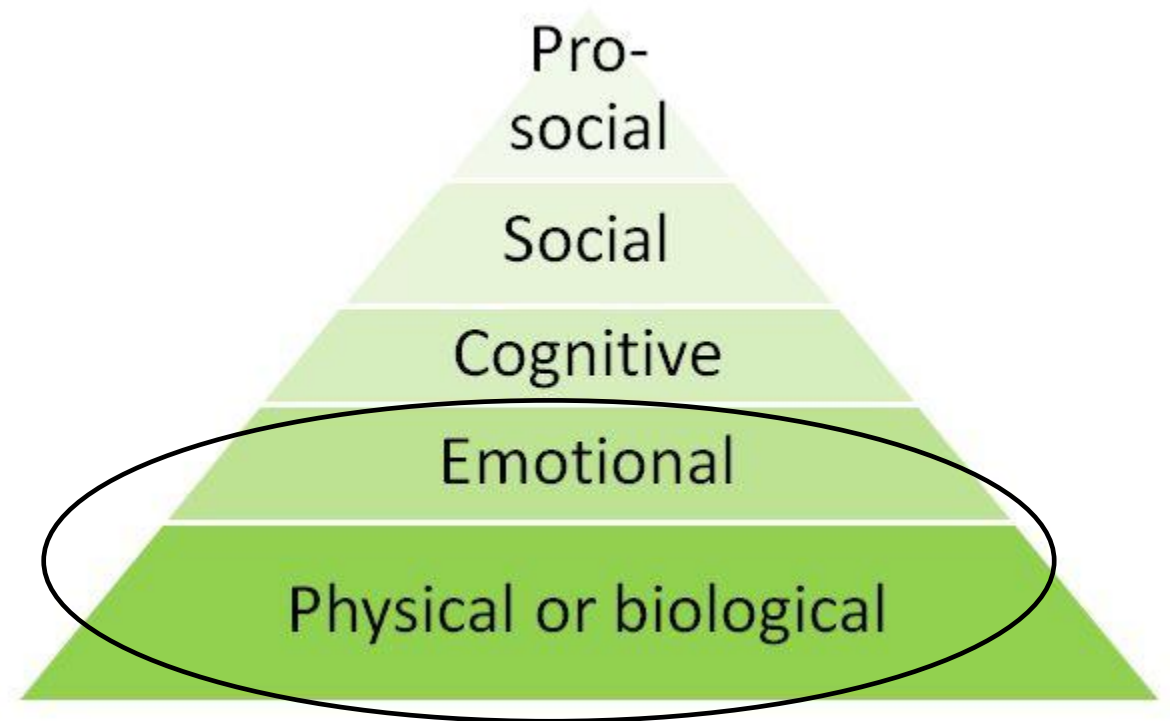 Pro-
social
Social
Cognitive
Emotional
Physical or biological